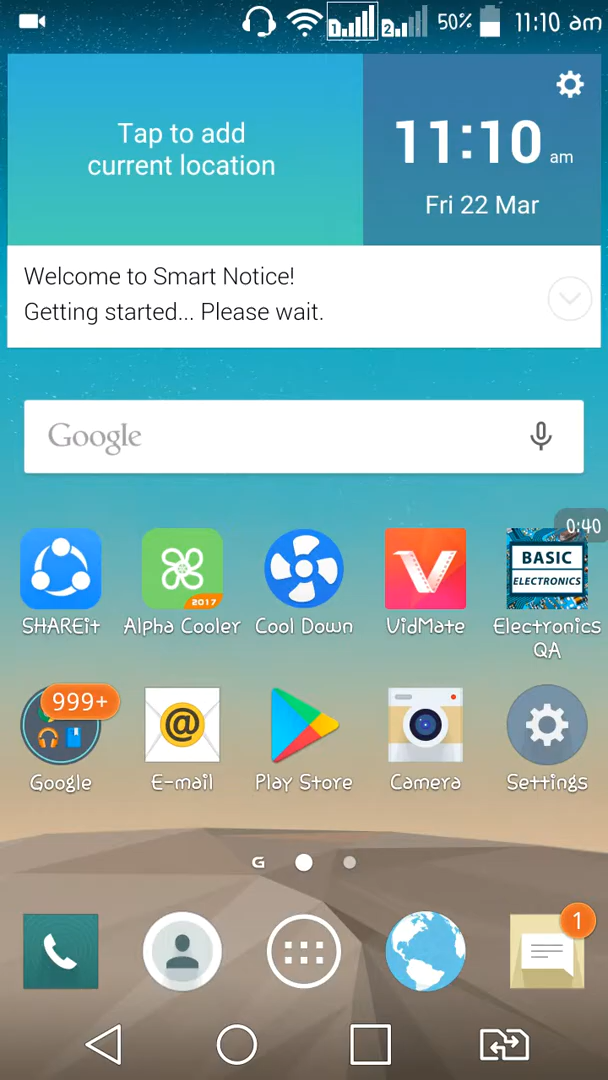 1
2
50%
11:10 am
Tap to add
current location
11:10 am
Fri 22 Mar
Welcome to Smart Notice!
Getting started... Please wait.
Google
0:40
2017
BASIC
ELECTRONICS
SHAREit
Alpha Cooler
Cool Down
VidMate
Electronics
QA
999+
@
Google
E-mail
Play Store
Camera
Settings
G
1